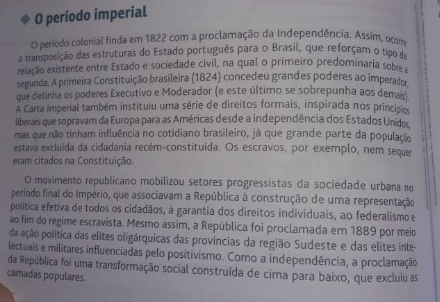 O período imperial
O período colonial finda em 1822 com a proclamação da Independência. Assim, ocorre
a transposição das estruturas do Estado português para o Brasil, que reforçam o tipo de
relação existente entre Estado e sociedade civil, na qual o primeiro predominaria sobre a
segunda. A primeira Constituição brasileira (1824) concedeu grandes poderes ao imperador,
que detinha os poderes Executivo e Moderador (e este último se sobrepunha aos demais).
A Carta Imperial também instituiu uma série de direitos formais, inspirada nos princípios
liberais que sopravam da Europa para as Américas desde a independência dos Estados Unidos,
mas que não tinham influência no cotidiano brasileiro, já que grande parte da população
estava excluída da cidadania recém-constituída. Os escravos, por exemplo, nem sequer
eram citados na Constituição.
O movimento republicano mobilizou setores progressistas da sociedade urbana no
período final do Império, que associavam a República à construção de uma representação
política efetiva de todos os cidadãos, à garantia dos direitos individuais, ao federalismo e
ao fim do regime escravista. Mesmo assim, a República foi proclamada em 1889 por meio
da ação política das elites oligárquicas das províncias da região Sudeste e das elites inte-
lectuais e militares influenciadas pelo positivismo. Como a independência, a proclamação
da República foi uma transformação social construída de cima para baixo, que excluiu as
camadas populares.